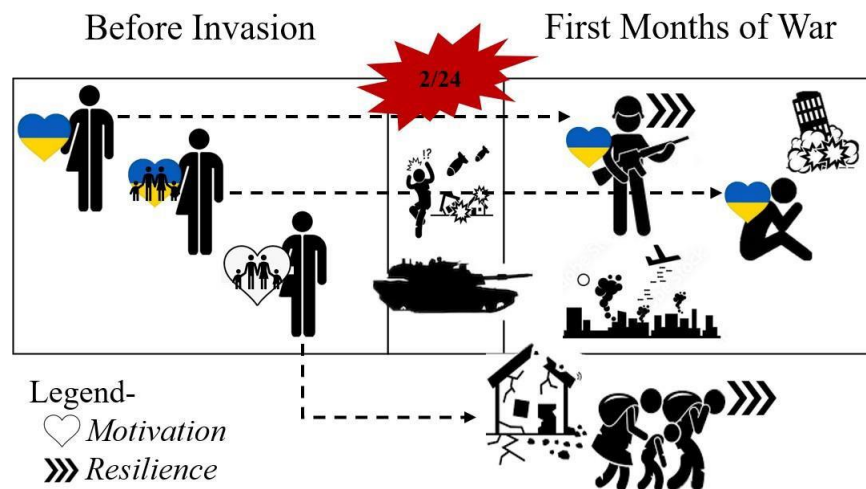 Before Invasion
First Months of War
2/24
!?
Legend-
Motivation
Resilience